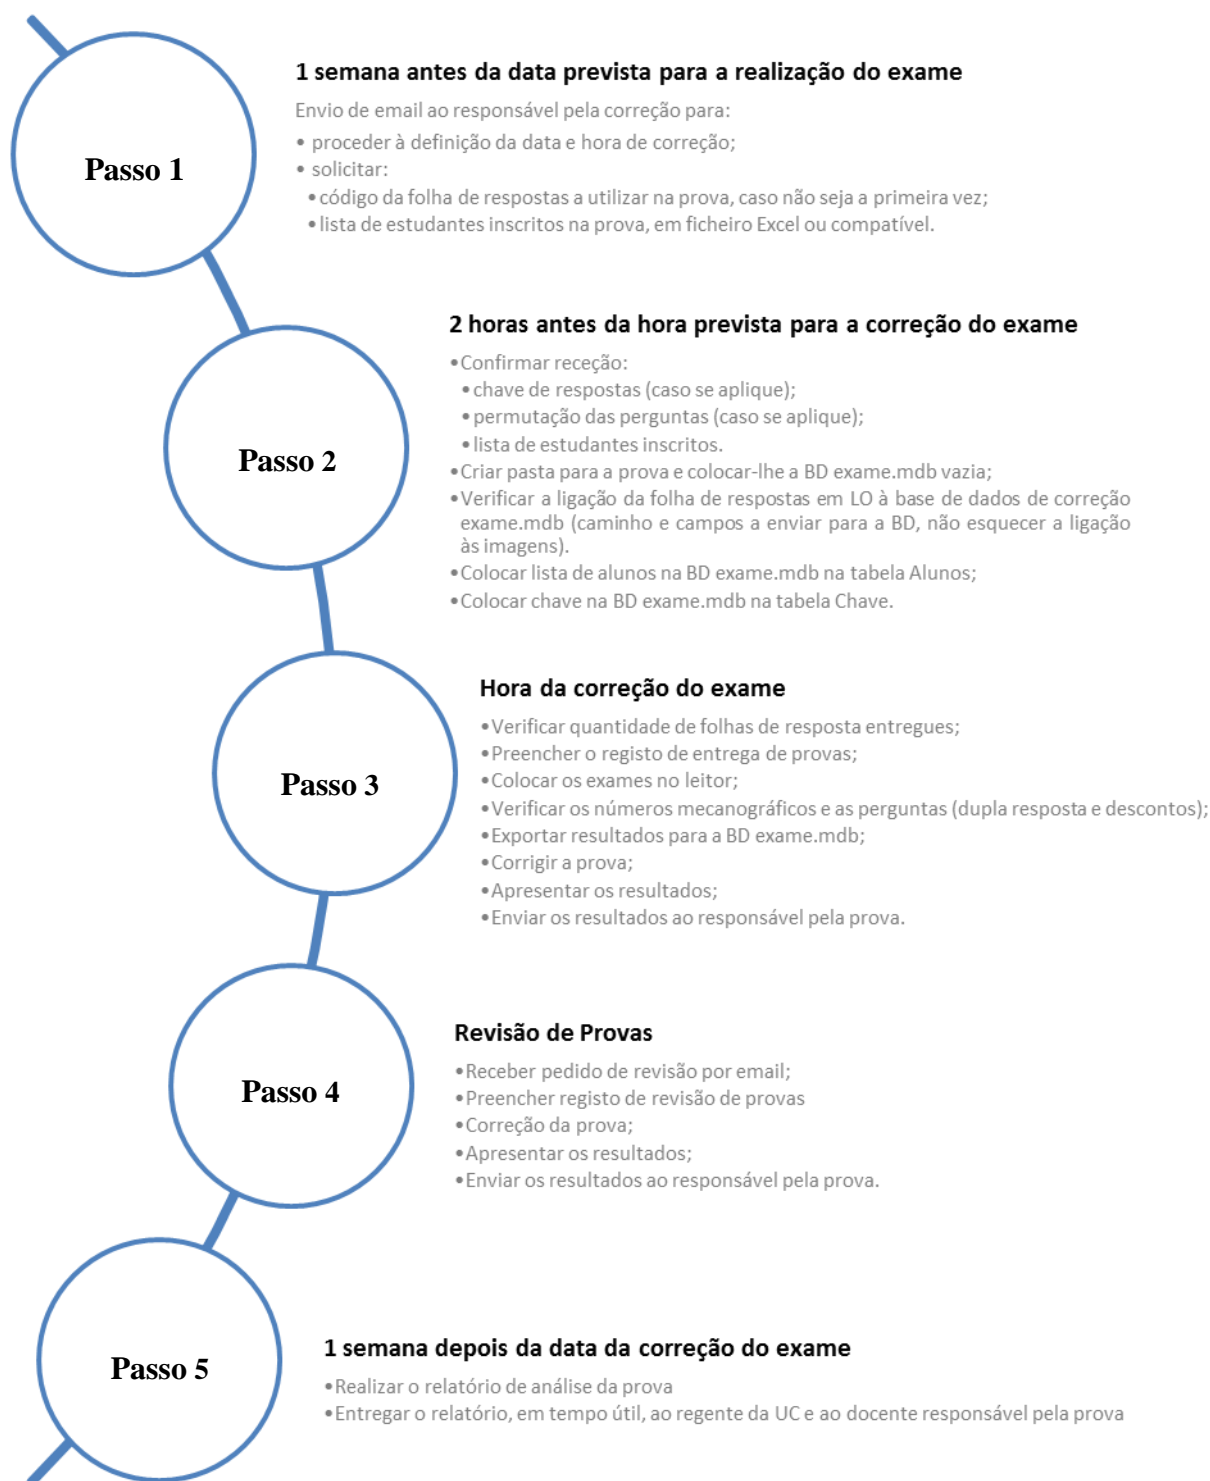 Passo 1
1 semana antes da data prevista para a realização do exame
Envio de email ao responsável pela correção para:
• proceder à definição da data e hora de correção;
• solicitar:
• código da folha de respostas a utilizar na prova, caso não seja a primeira vez;
• lista de estudantes inscritos na prova, em ficheiro Excel ou compatível.
Passo 2
2 horas antes da hora prevista para a correção do exame
• Confirmar receção:
• chave de respostas (caso se aplique);
• permutação das perguntas (caso se aplique);
• lista de estudantes inscritos.
• Criar pasta para a prova e colocar-lhe a BD exame.mdb vazia;
• Verificar a ligação da folha de respostas em LO à base de dados de correção
exame.mdb (caminho e campos a enviar para a BD, não esquecer a ligação
às imagens).
• Colocar lista de alunos na BD exame.mdb na tabela Alunos;
• Colocar chave na BD exame.mdb na tabela Chave.
Passo 3
Hora da correção do exame
• Verificar quantidade de folhas de resposta entregues;
• Preencher o registo de entrega de provas;
• Colocar os exames no leitor;
• Verificar os números mecanográficos e as perguntas (dupla resposta e descontos);
• Exportar resultados para a BD exame.mdb;
• Corrigir a prova;
• Apresentar os resultados;
• Enviar os resultados ao responsável pela prova.
Passo 4
Revisão de Provas
• Receber pedido de revisão por email;
• Preencher registo de revisão de provas
• Correção da prova;
• Apresentar os resultados;
• Enviar os resultados ao responsável pela prova.
Passo 5
1 semana depois da data da correção do exame
• Realizar o relatório de análise da prova
• Entregar o relatório, em tempo útil, ao regente da UC e ao docente responsável pela prova